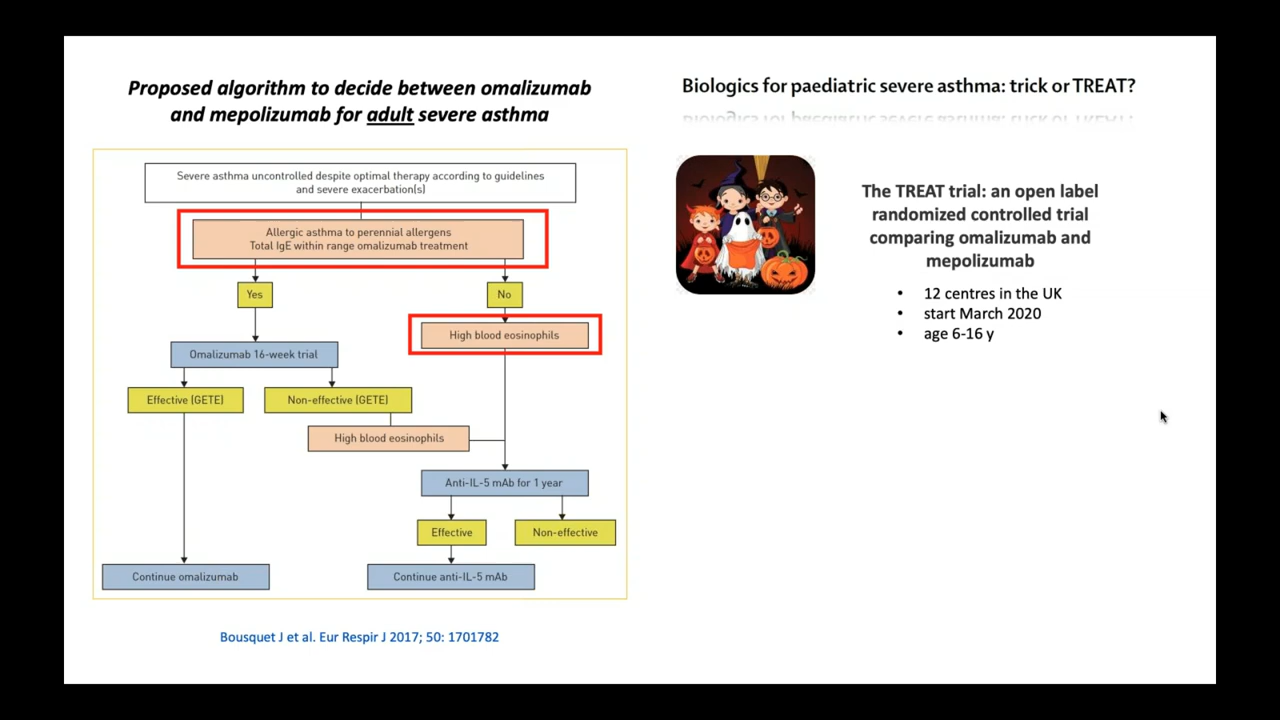 Proposed algorithm to decide between omalizumab
and mepolizumab for adult severe asthma
Severe asthma uncontrolled despite optimal therapy according to guidelines
and severe exacerbation(s)
Allergic asthma to perennial allergens
Total IgE within range omalizumab treatment
Yes
No
High blood eosinophils
Omalizumab 16-week trial
Effective (GETE)
Non-effective (GETE)
High blood eosinophils
Anti-IL-5 mAb for 1 year
Effective
Non-effective
Continue omalizumab
Continue anti-IL-5 mAb
Bousquet J et al. Eur Respir J 2017; 50: 1701782
Biologics for paediatric severe asthma: trick or TREAT?
The TREAT trial: an open label
randomized controlled trial
comparing omalizumab and
mepolizumab
• 12 centres in the UK
• start March 2020
• age 6-16 y